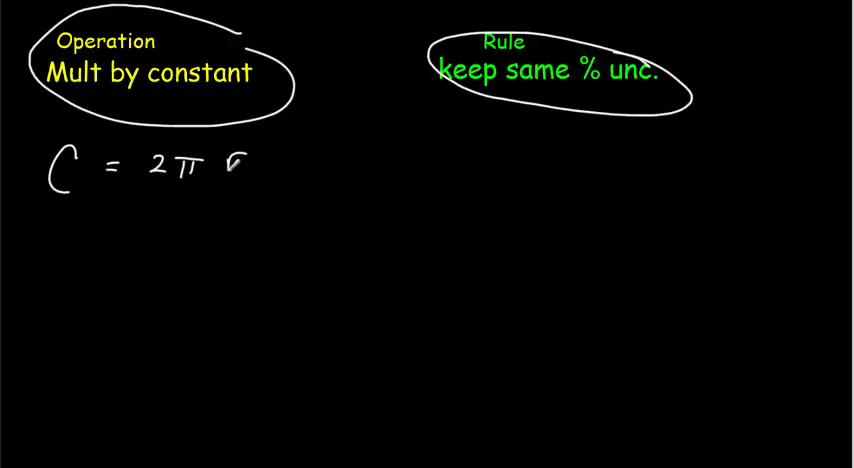 Operation
Mult by constant
Rule
keep same % unc.
C = 2π r